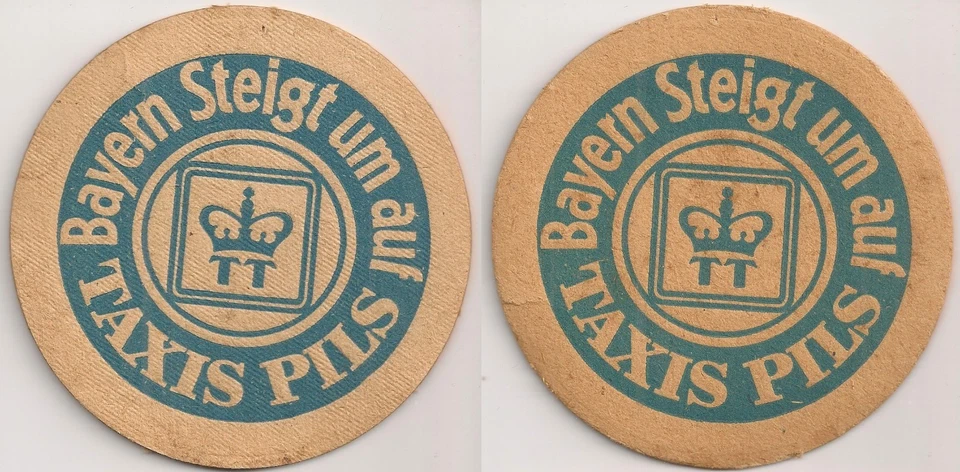 Bayern Steigt um auf
TAXIS PILS
TT
Bayern Steigt um auf
TAXIS PILS
TT